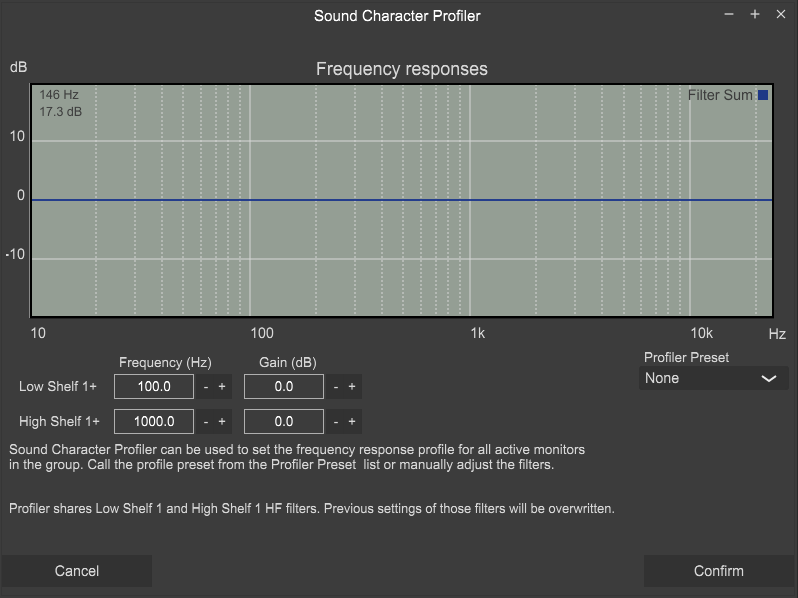 Sound Character Profiler
dB
Frequency responses
146 Hz
17.3 dB
Filter Sum
10
0
-10
10 100 1k 10k Hz
Frequency (Hz) Gain (dB)
Profiler Preset
Low Shelf 1+ 100.0 - + 0.0 - +
None
High Shelf 1+ 1000.0 - + 0.0 - +
Sound Character Profiler can be used to set the frequency response profile for all active monitors
in the group. Call the profile preset from the Profiler Preset  list or manually adjust the filters.
Profiler shares Low Shelf 1 and High Shelf 1 HF filters. Previous settings of those filters will be overwritten.
Cancel
Confirm